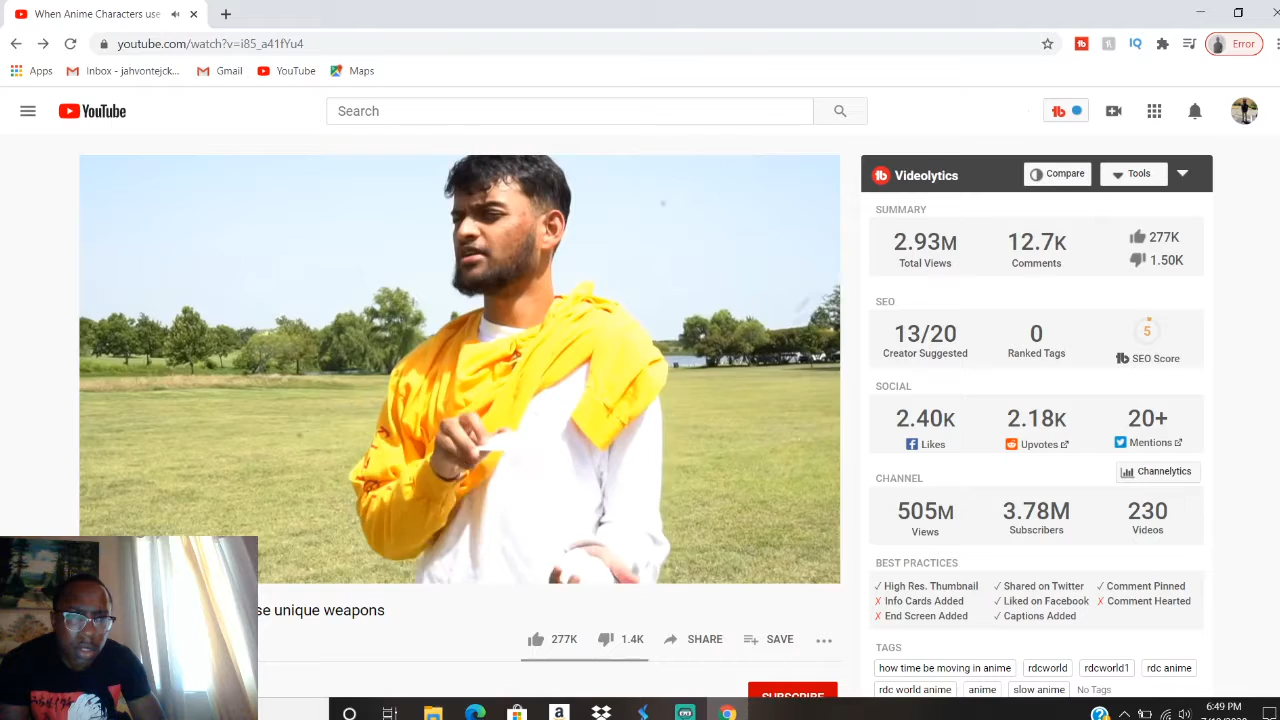 When Anime Characters use
youtube.com/watch?v=i85_a41fYu4
IQ
Error
Apps
Inbox - jahvontejck...
Gmail
YouTube
Maps
YouTube
Search
tb
tb Videolytics
Compare
Tools
SUMMARY
2.93M
Total Views
12.7K
Comments
277K
1.50K
SEO
13/20
Creator Suggested
0
Ranked Tags
5
tb SEO Score
SOCIAL
2.40K
Likes
2.18K
Upvotes
20+
Mentions
Channelytics
CHANNEL
505M
Views
3.78M
Subscribers
230
Videos
BEST PRACTICES
✓ High Res. Thumbnail
✓ Shared on Twitter
✓ Comment Pinned
✗ Info Cards Added
✓ Liked on Facebook
✗ Comment Hearted
✗ End Screen Added
✓ Captions Added
TAGS
how time be moving in anime
rdcworld
rdcworld1
rdc anime
rdc world anime
anime
slow anime
No Tags
se unique weapons
277K
1.4K
SHARE
SAVE
SUBSCRIBE
6:49 PM